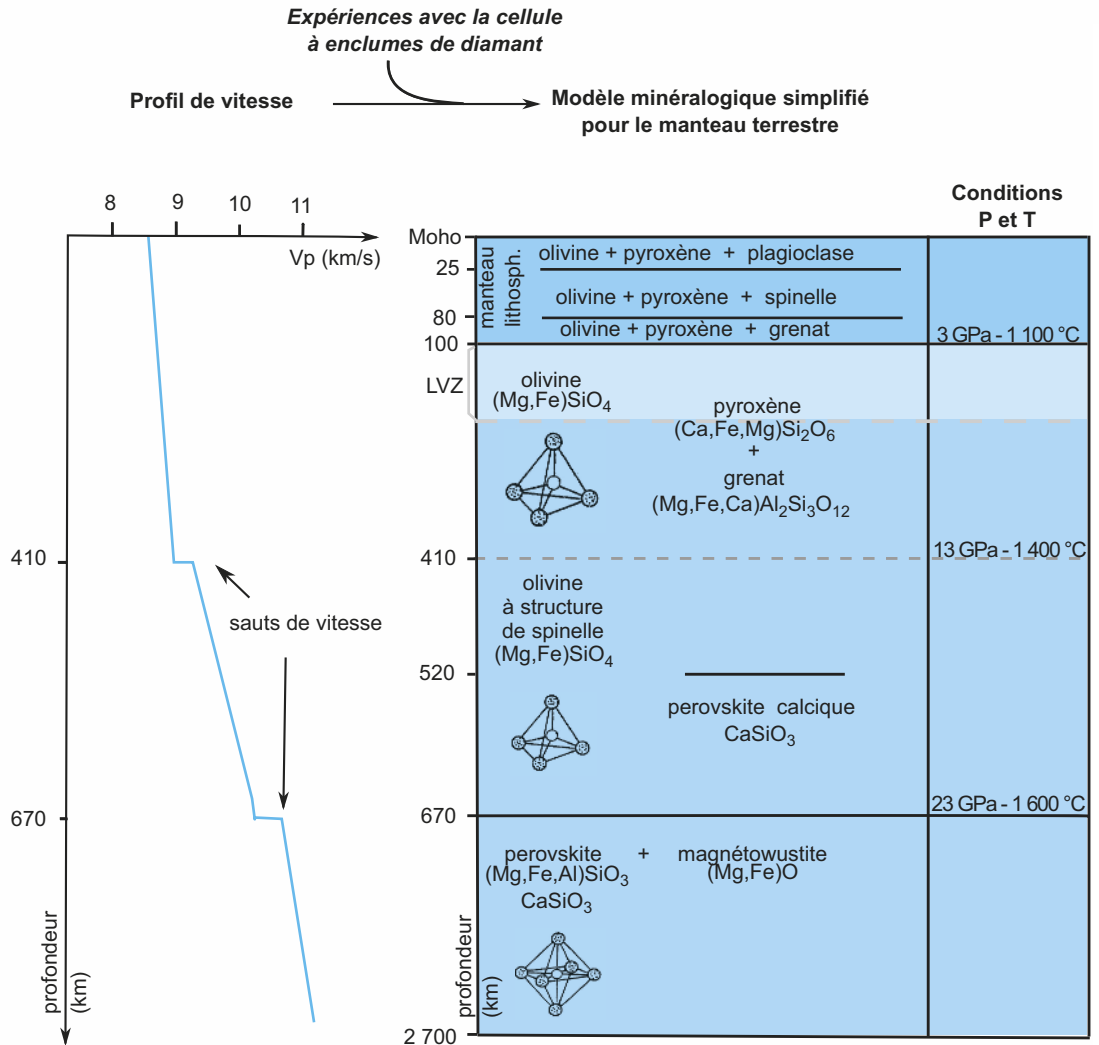 Expériences avec la cellule
à enclumes de diamant
Profil de vitesse
Modèle minéralogique simplifié
pour le manteau terrestre
8 9 10 11
Vp (km/s)
410
sauts de vitesse
670
profondeur
(km)
Conditions
P et T
Moho
manteau
lithosph.
olivine + pyroxène + plagioclase
25
olivine + pyroxène + spinelle
80
olivine + pyroxène + grenat
100
3 GPa - 1 100 °C
LVZ
olivine
(Mg,Fe)SiO4
pyroxène
(Ca,Fe,Mg)Si2O6
+
grenat
(Mg,Fe,Ca)Al2Si3O12
410
13 GPa - 1 400 °C
olivine
à structure
de spinelle
(Mg,Fe)SiO4
520
perovskite calcique
CaSiO3
670
23 GPa - 1 600 °C
perovskite + magnétowustite
(Mg,Fe,Al)SiO3 (Mg,Fe)O
CaSiO3
profondeur
(km)
2 700